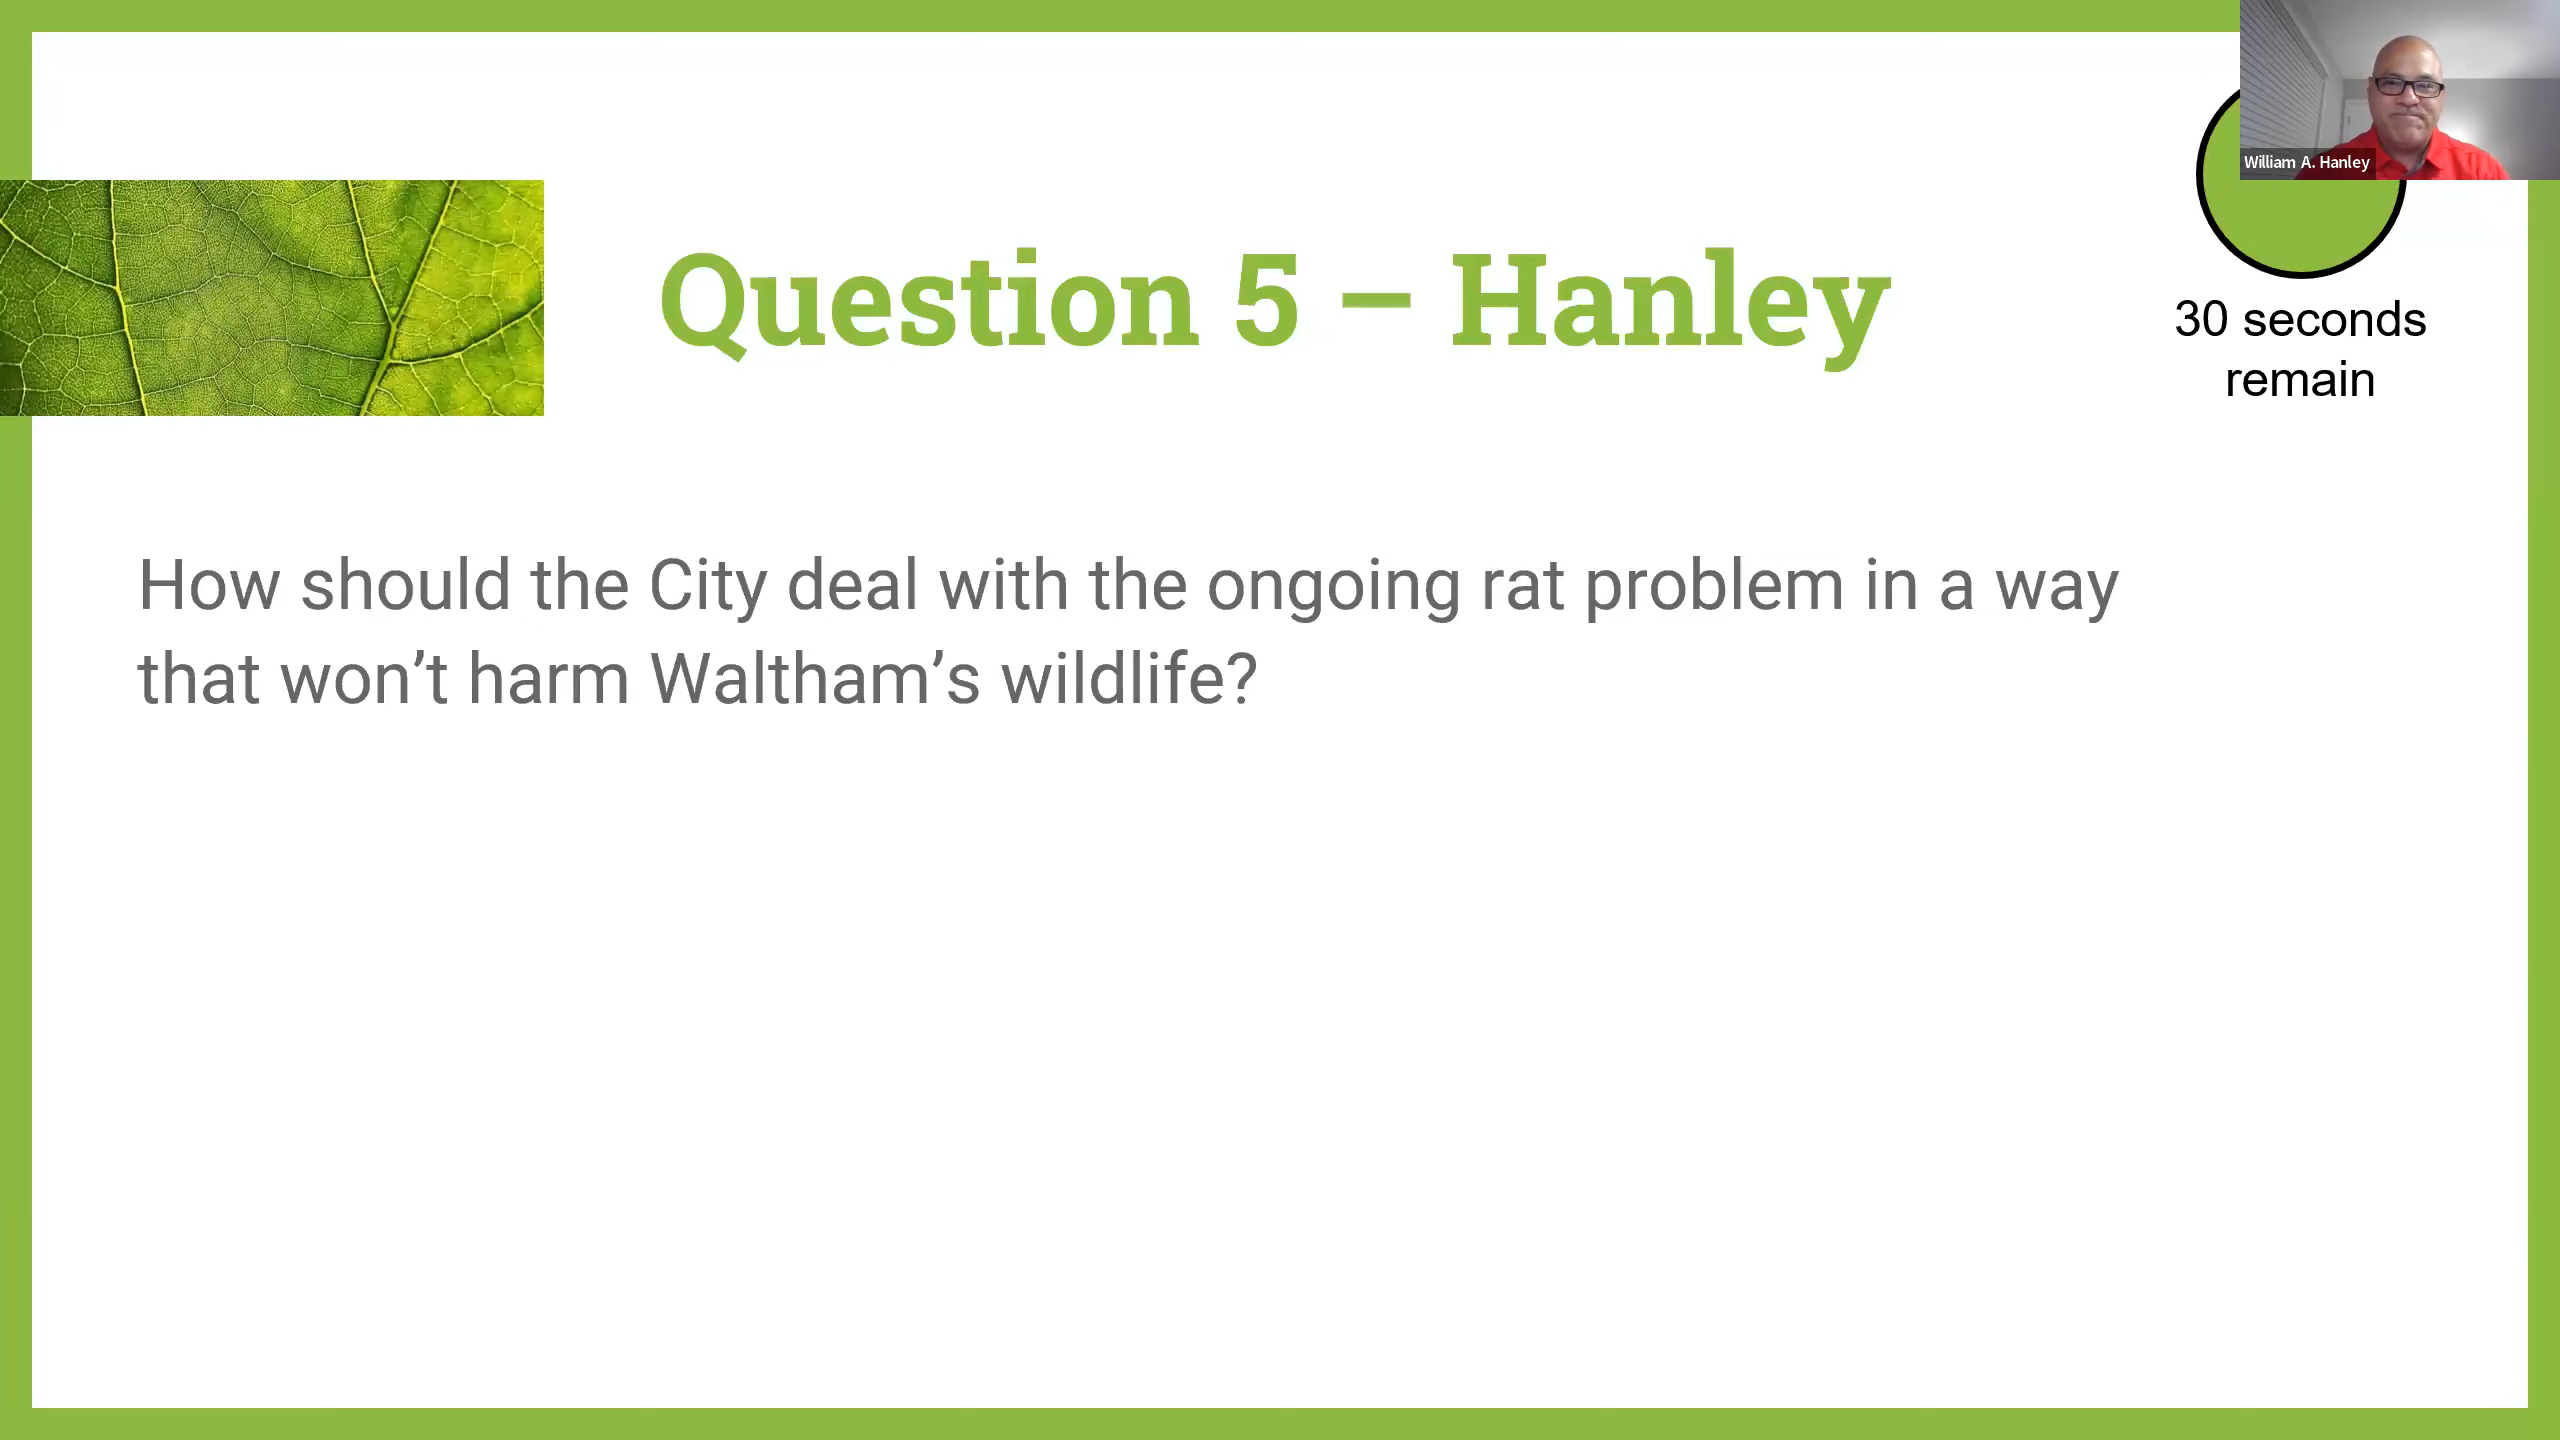 William A. Hanley
Question 5 – Hanley
30 seconds
remain
How should the City deal with the ongoing rat problem in a way
that won’t harm Waltham’s wildlife?